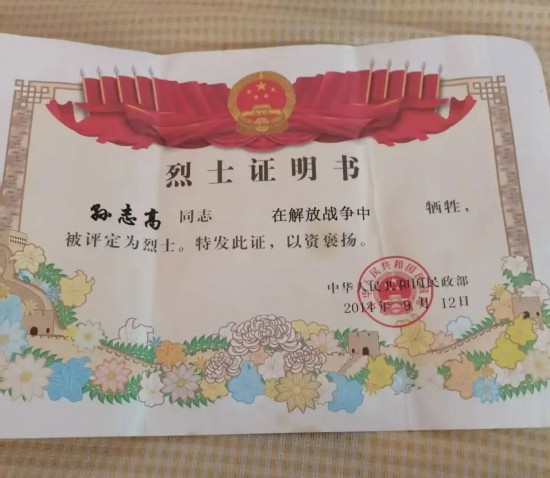 烈士证明书
孙志高 同志 在解放战争中 牺牲，
被评定为烈士。特发此证，以资褒扬。
中华人民共和国民政部
2014年 9月 12日